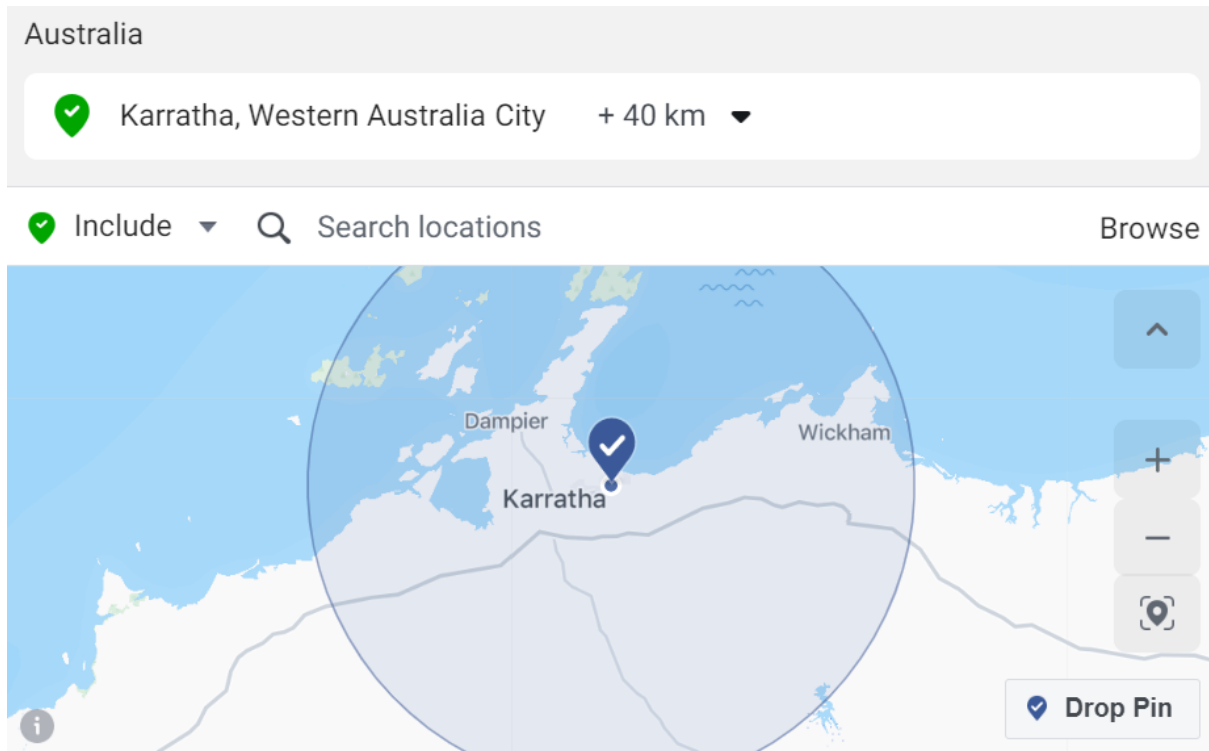 Australia
Karratha, Western Australia City + 40 km
Include Search locations Browse
Dampier
Wickham
Karratha
Drop Pin